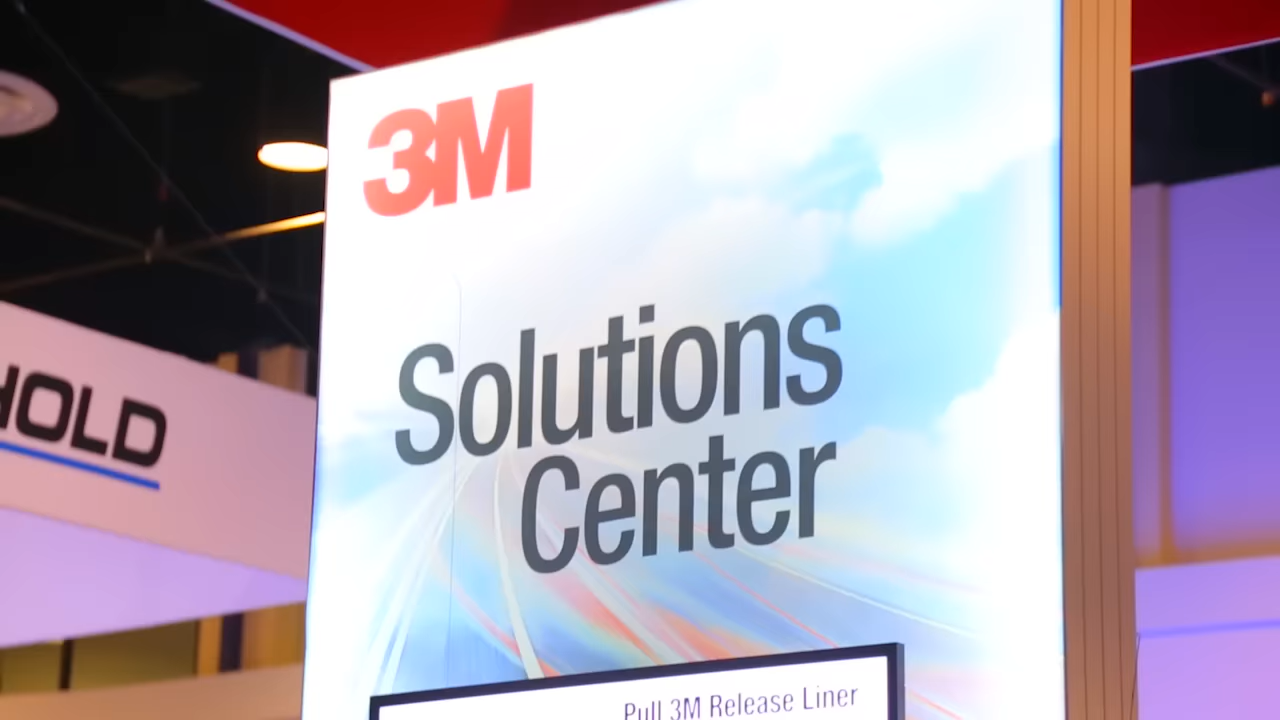 3M
Solutions
Center
HOLD
Pull 3M Release Liner